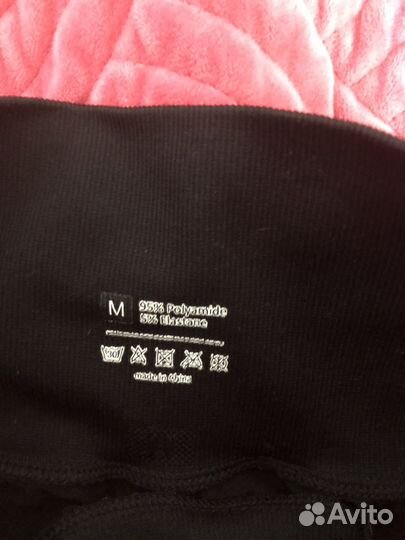 M 95% Polyamide
5% Elastane
made in China
Avito